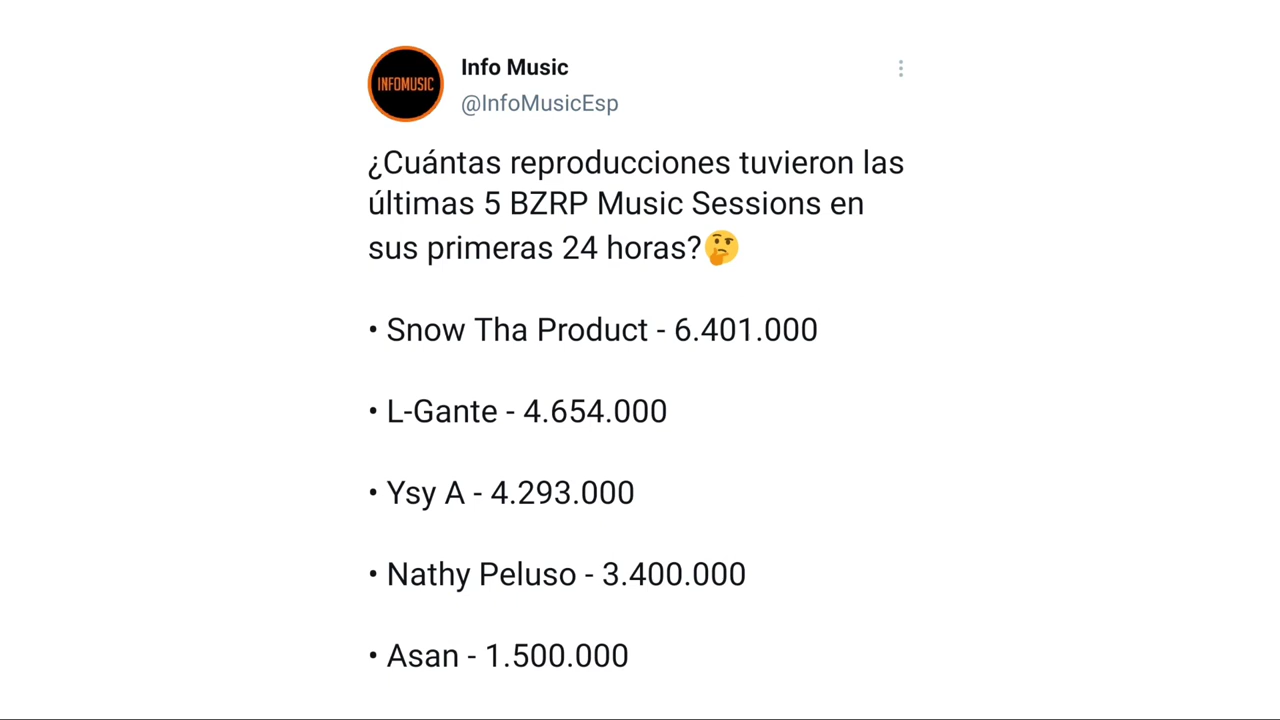 INFOMUSIC
Info Music
@InfoMusicEsp
¿Cuántas reproducciones tuvieron las
últimas 5 BZRP Music Sessions en
sus primeras 24 horas?🤔
• Snow Tha Product - 6.401.000
• L-Gante - 4.654.000
• Ysy A - 4.293.000
• Nathy Peluso - 3.400.000
• Asan - 1.500.000